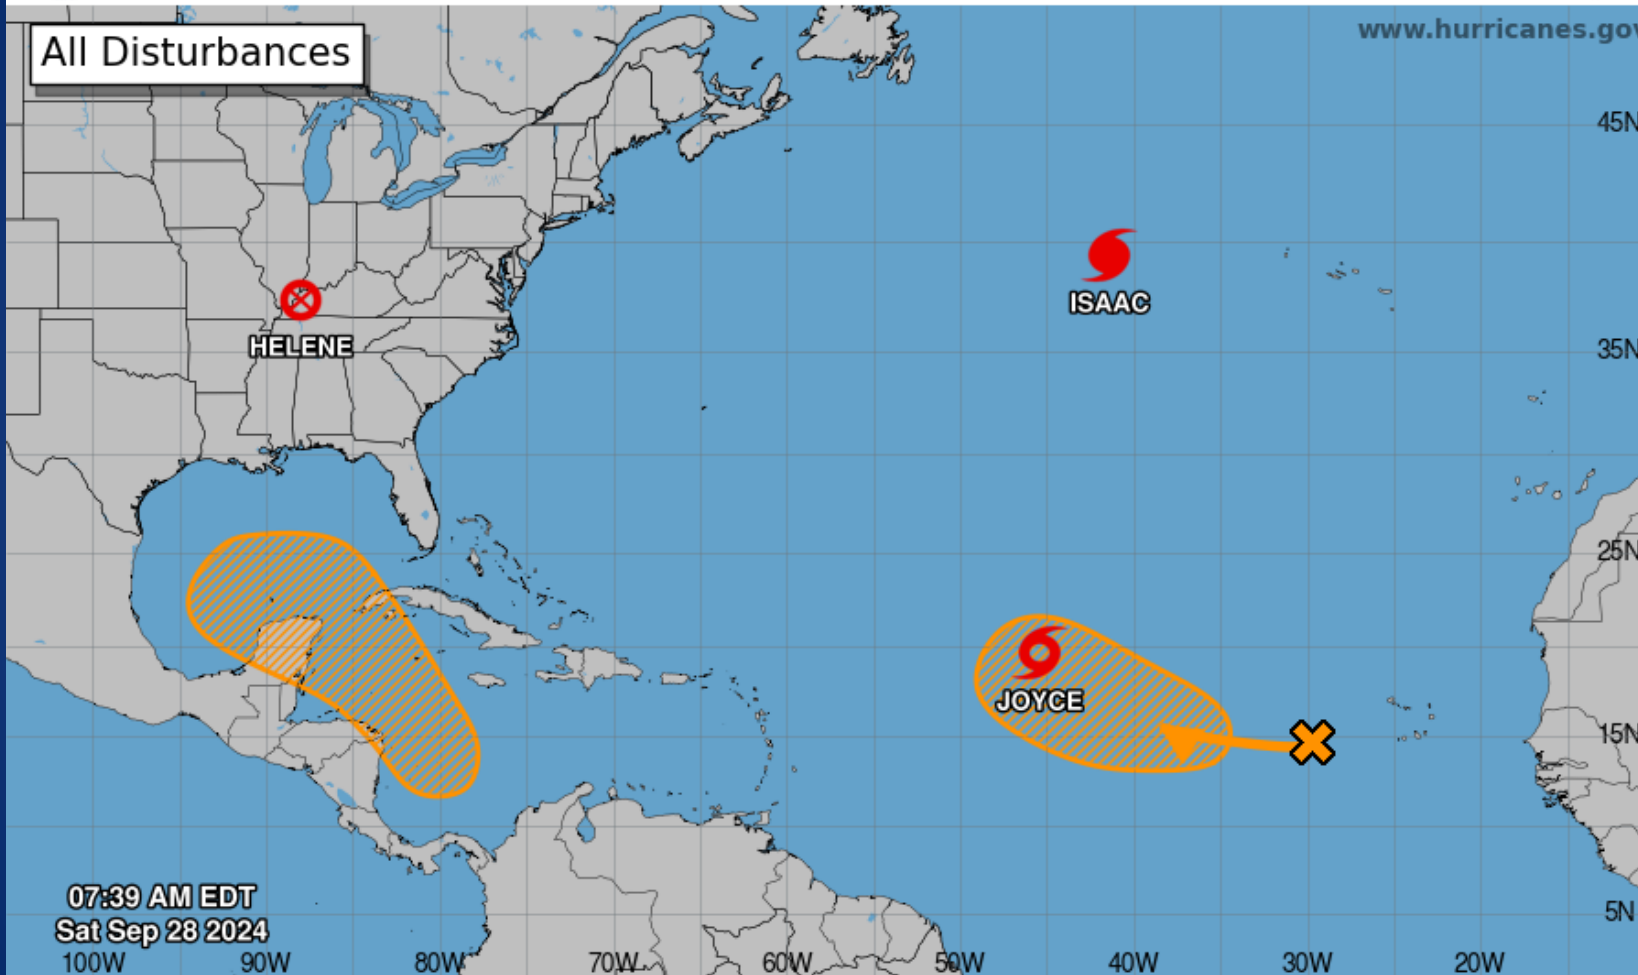 All Disturbances
www.hurricanes.gov
45N
ISAAC
HELENE
35N
25N
JOYCE
15N
07:39 AM EDT
Sat Sep 28 2024
5N
100W 90W 80W 70W 60W 50W 40W 30W 20W